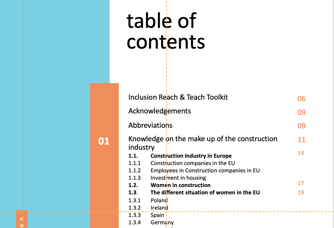 table of
contents
Inclusion Reach & Teach Toolkit 06
Acknowledgements 09
Abbreviations 09
01 Knowledge on the make up of the construction 11
industry
1.1. Construction Industry in Europe 14
1.1.1 Construction companies in the EU
1.1.2 Employees in Construction companies in EU
1.1.3 Investment in housing
1.2. Women in construction 17
1.3. The different situation of women in the EU 19
1.3.1 Poland
1.3.2 Ireland
1.3.3 Spain
1.3.4 Germany